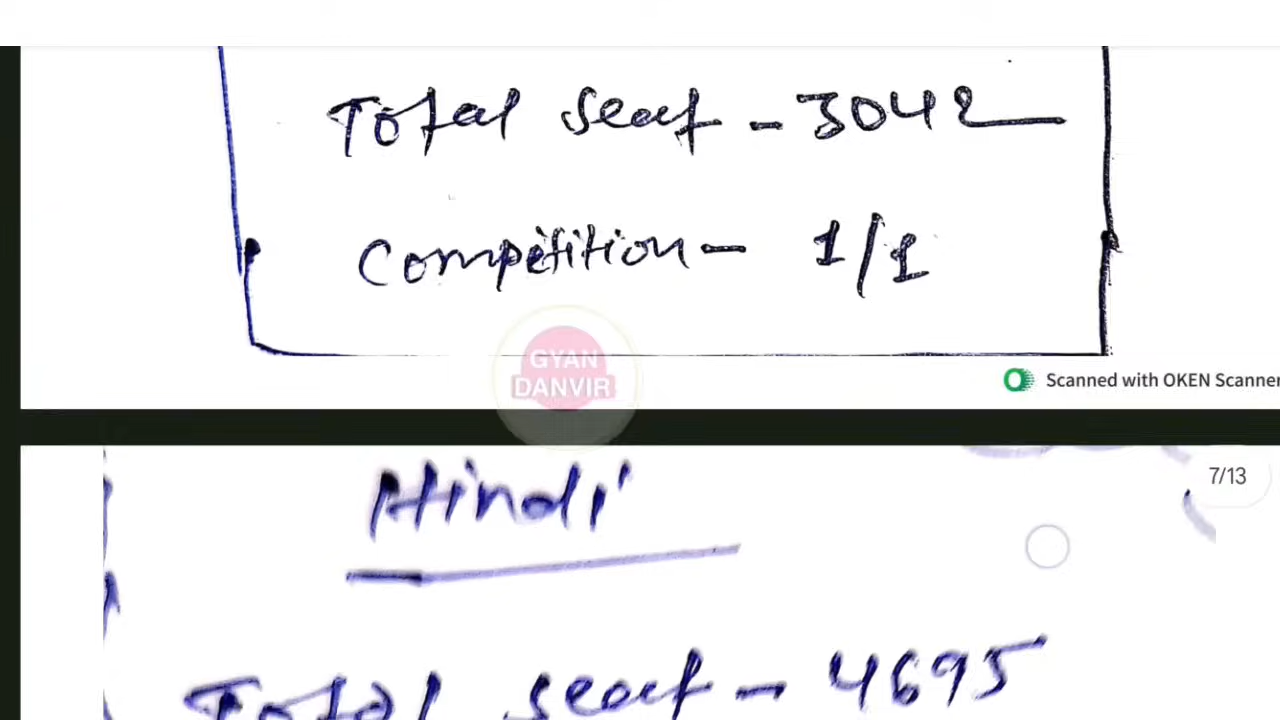 Total seat - 3042
Competition - 1/1
GYAN
DANVIR
Scanned with OKEN Scanner
7/13
Hindi
Total seat - 4695